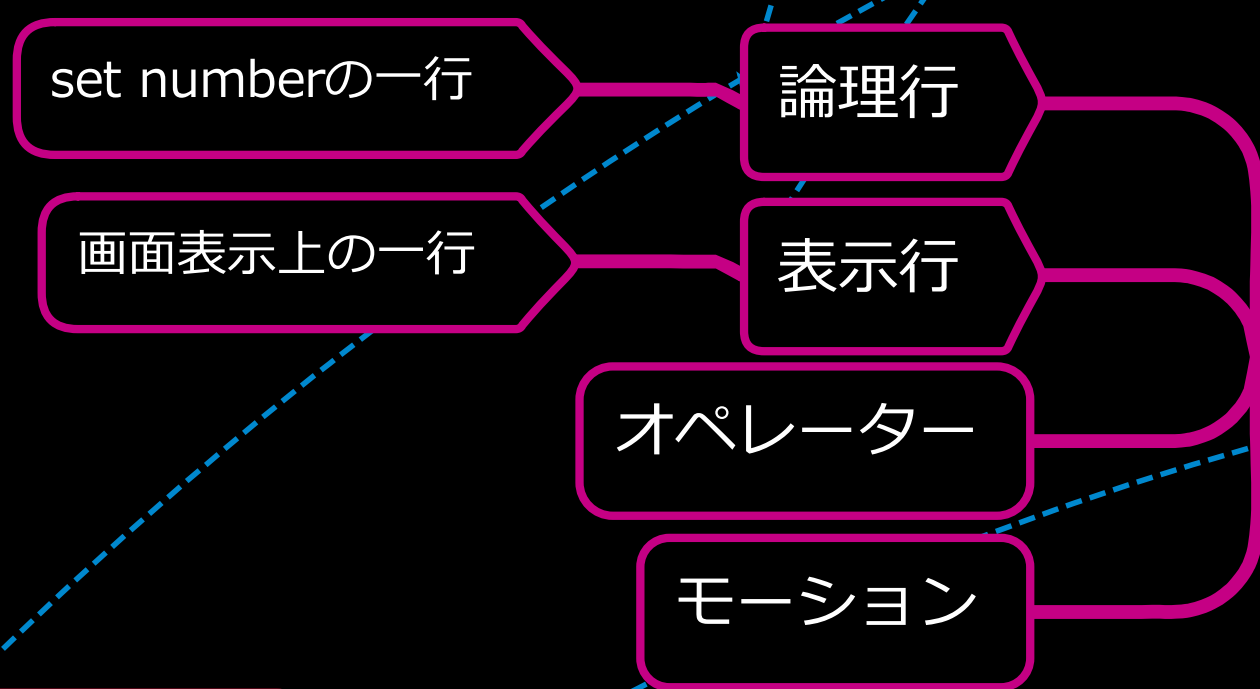 set numberの一行
論理行
画面表示上の一行
表示行
オペレーター
モーション